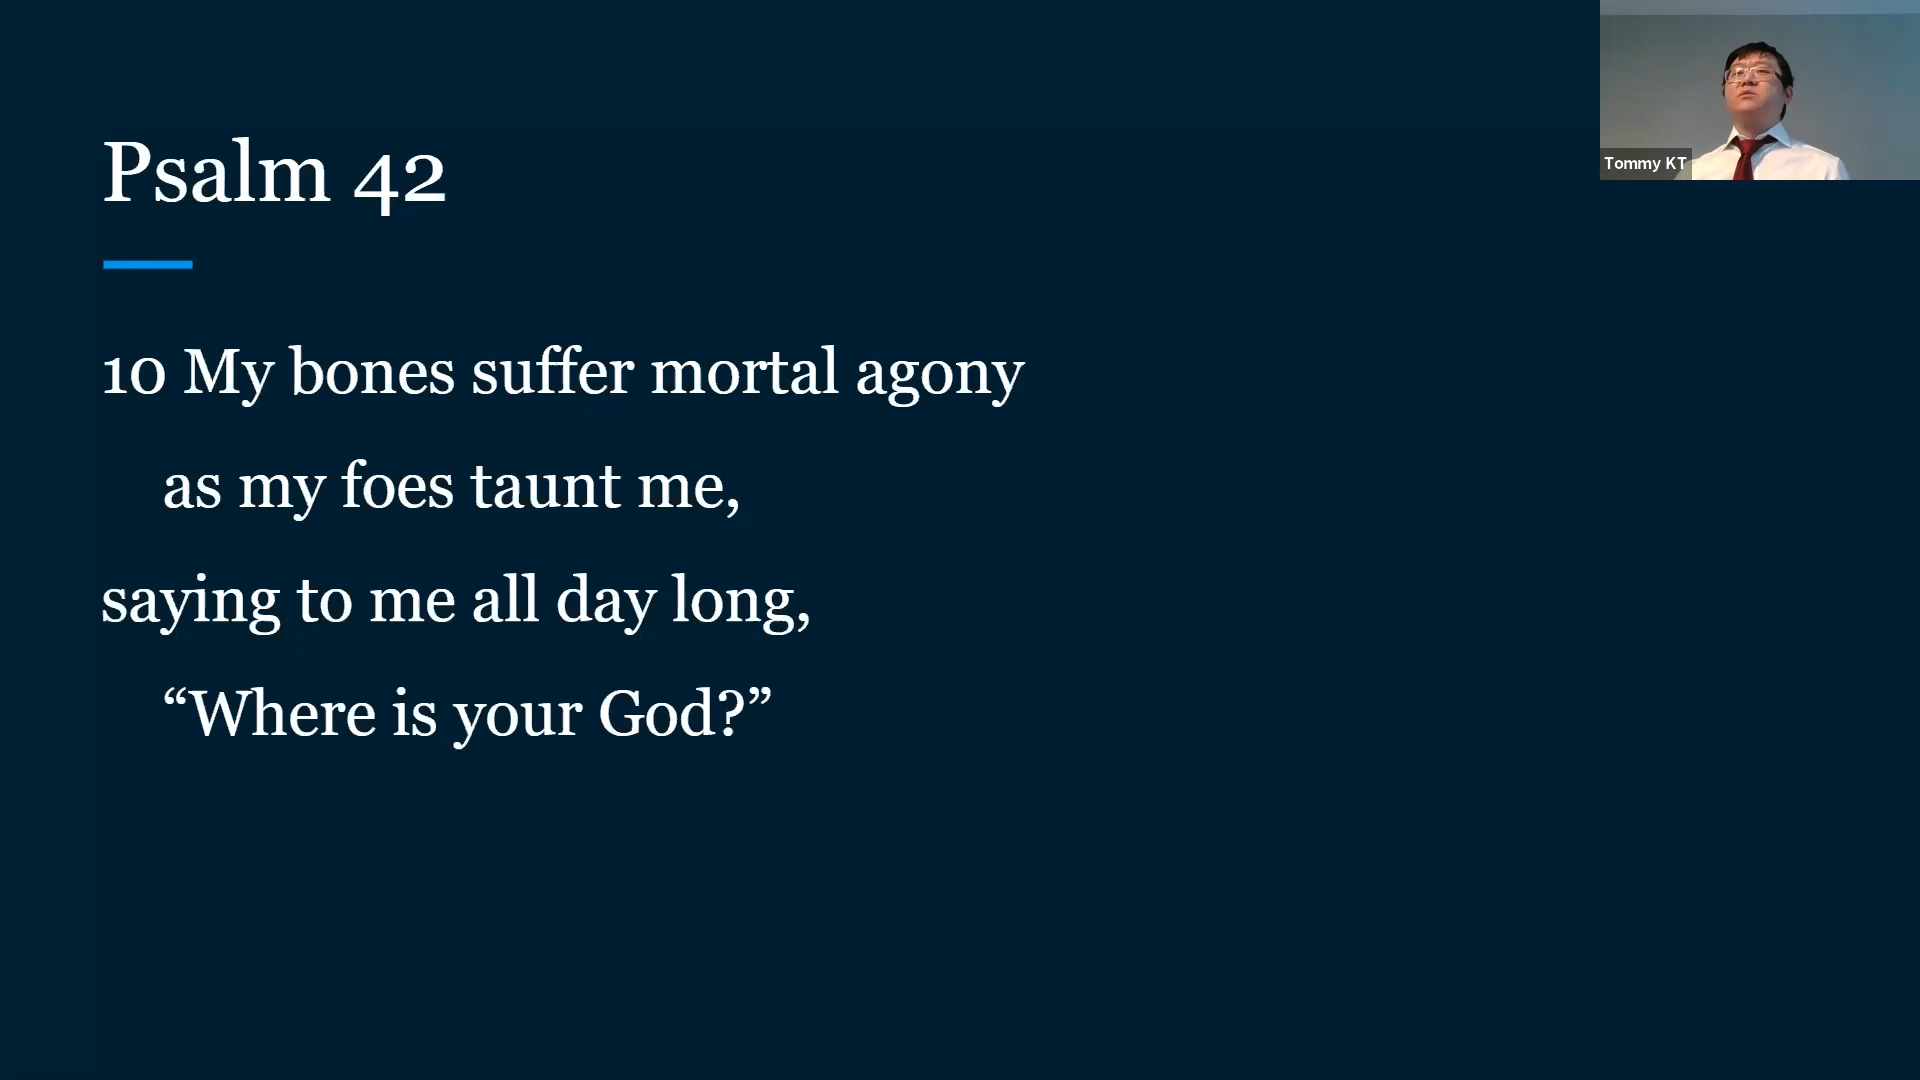 Psalm 42
10 My bones suffer mortal agony
as my foes taunt me,
saying to me all day long,
“Where is your God?”
Tommy KT